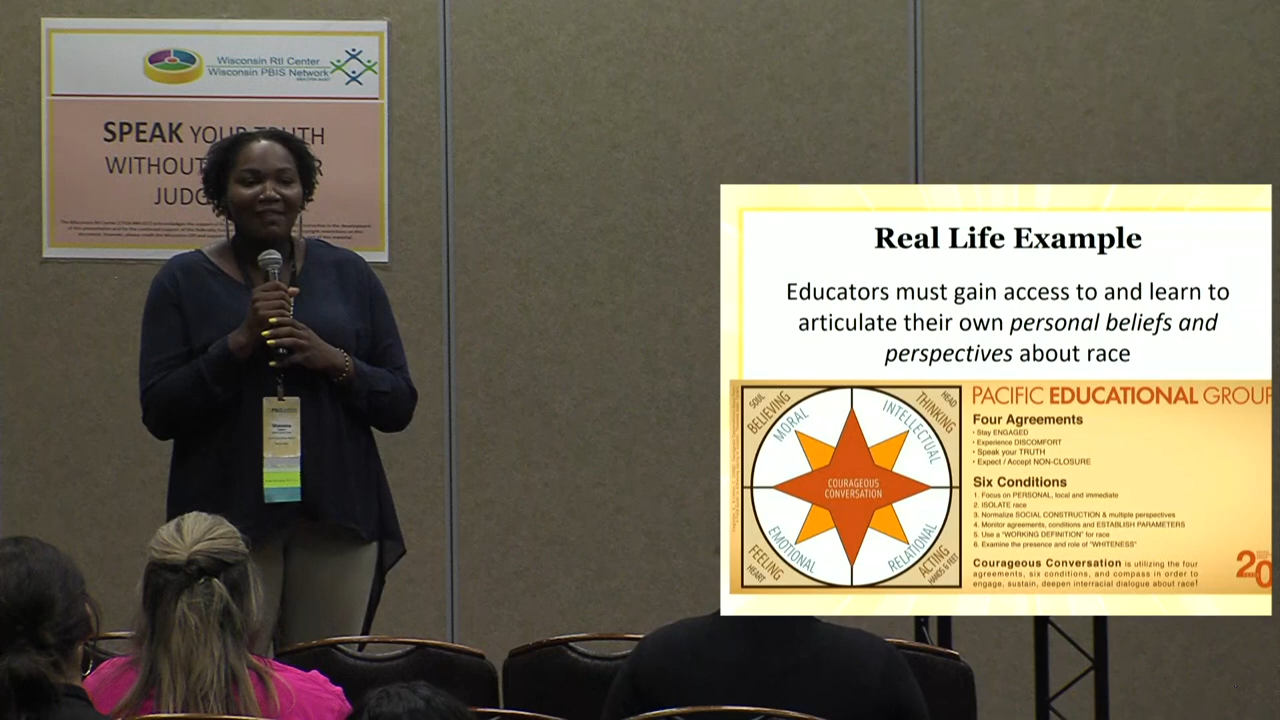 Wisconsin RtI Center
Wisconsin PBIS Network
SPEAK YOUR TRUTH
WITHOUT
JUDG
Real Life Example
Educators must gain access to and learn to
articulate their own personal beliefs and
perspectives about race
SOUL
BELIEVING
MORAL
HEAD
THINKING
INTELLECTUAL
COURAGEOUS
CONVERSATION
EMOTIONAL
FEELING
HEART
RELATIONAL
ACTING
HANDS & FEET
PACIFIC EDUCATIONAL GROUP
Four Agreements
• Stay ENGAGED
• Experience DISCOMFORT
• Speak your TRUTH
• Expect / Accept NON-CLOSURE
Six Conditions
1. Focus on PERSONAL, local and immediate
2. ISOLATE race
3. Normalize SOCIAL CONSTRUCTION & multiple perspectives
4. Monitor agreements, conditions and ESTABLISH PARAMETERS
5. Use a "WORKING DEFINITION" for race
6. Examine the presence and role of "WHITENESS"
Courageous Conversation is utilizing the four
agreements, six conditions, and compass in order to
engage, sustain, deepen interracial dialogue about race!
20